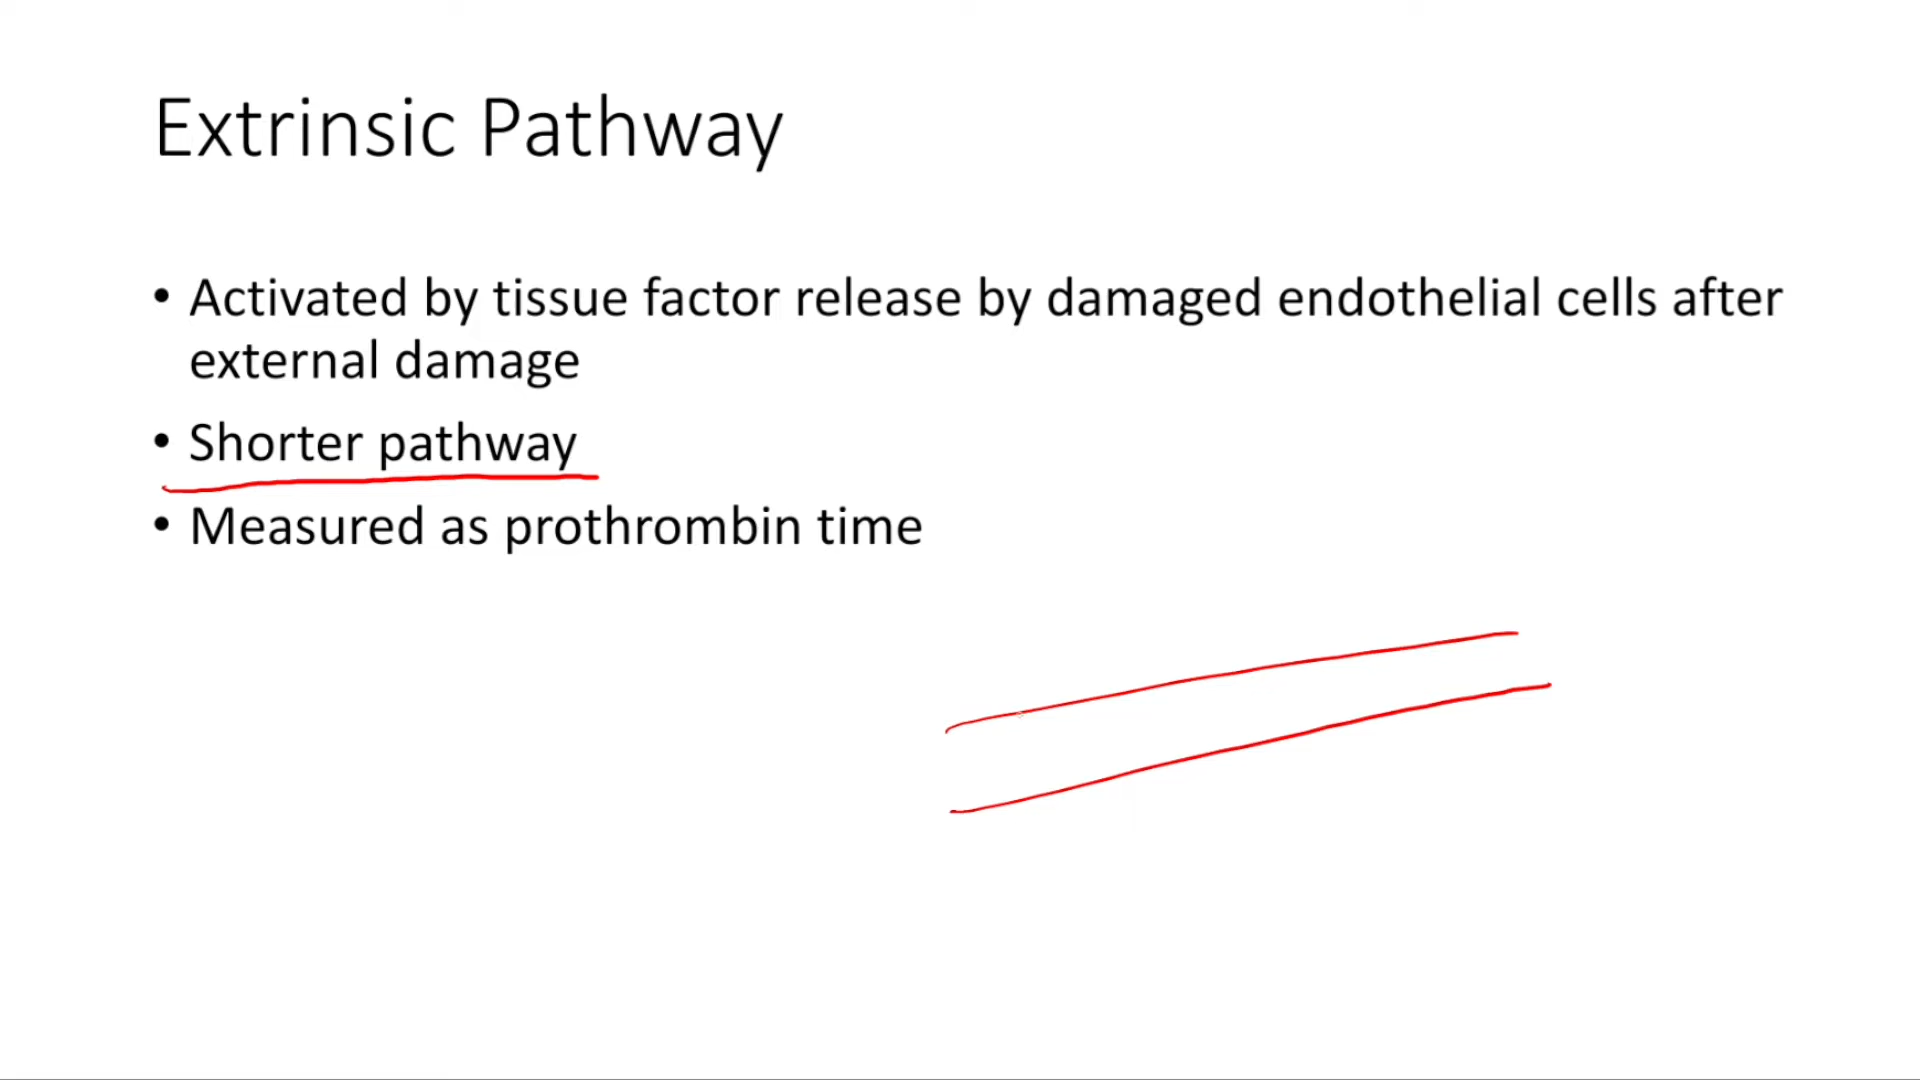 Extrinsic Pathway
• Activated by tissue factor release by damaged endothelial cells after
external damage
• Shorter pathway
• Measured as prothrombin time